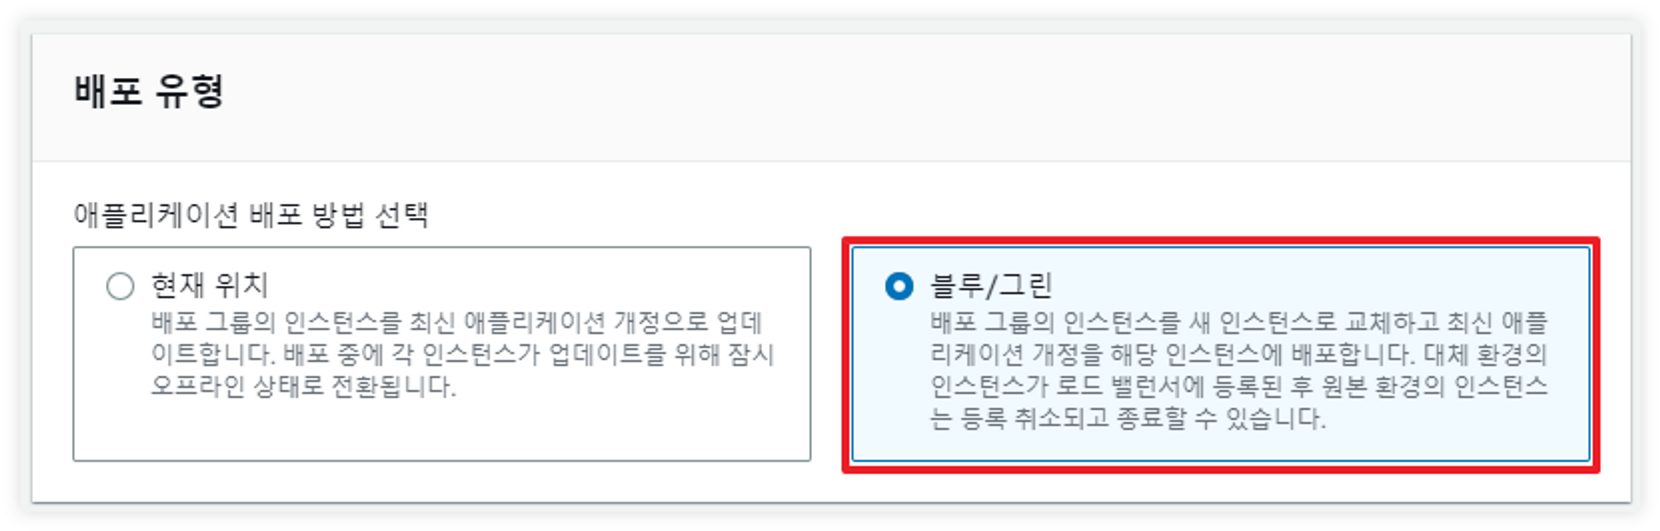 배포 유형
애플리케이션 배포 방법 선택
현재 위치
배포 그룹의 인스턴스를 최신 애플리케이션 개정으로 업데
이트합니다. 배포 중에 각 인스턴스가 업데이트를 위해 잠시
오프라인 상태로 전환됩니다.
블루/그린
배포 그룹의 인스턴스를 새 인스턴스로 교체하고 최신 애플
리케이션 개정을 해당 인스턴스에 배포합니다. 대체 환경의
인스턴스가 로드 밸런서에 등록된 후 원본 환경의 인스턴스
는 등록 취소되고 종료할 수 있습니다.